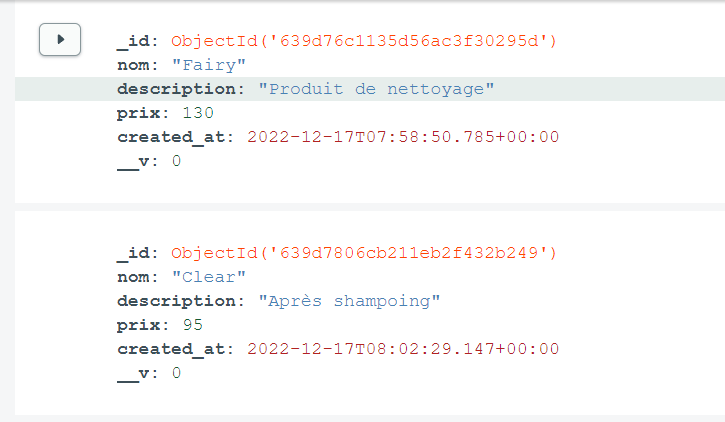 _id: ObjectId('639d76c1135d56ac3f30295d')
nom: "Fairy"
description: "Produit de nettoyage"
prix: 130
created_at: 2022-12-17T07:58:50.785+00:00
__v: 0
_id: ObjectId('639d7806cb211eb2f432b249')
nom: "Clear"
description: "Après shampoing"
prix: 95
created_at: 2022-12-17T08:02:29.147+00:00
__v: 0